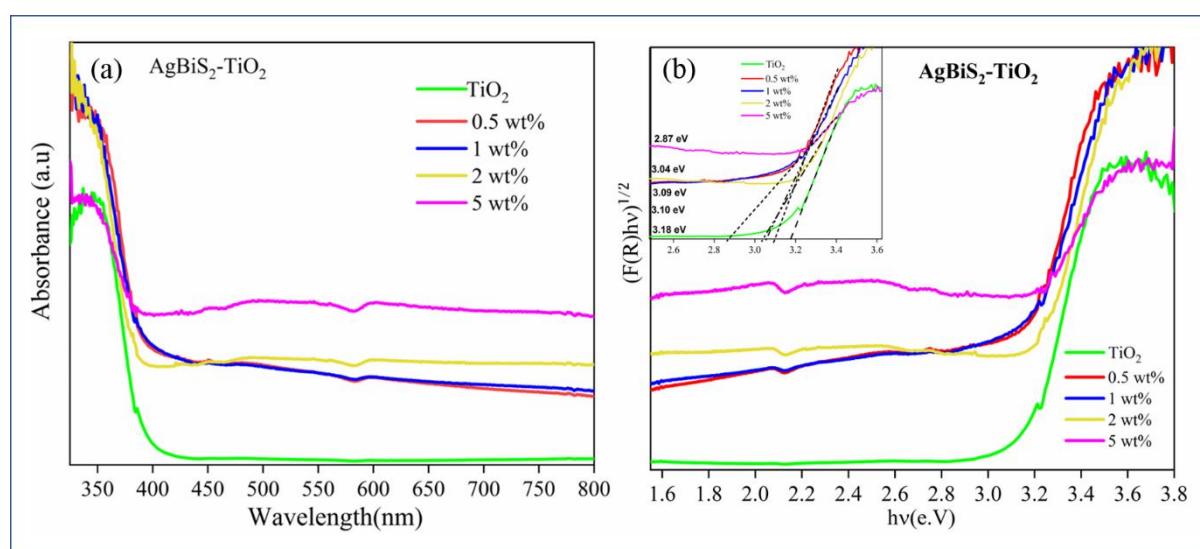 (a)
AgBiS₂-TiO₂
TiO₂
0.5 wt%
1 wt%
2 wt%
5 wt%
Absorbance (a.u)
350 400 450 500 550 600 650 700 750 800
Wavelength(nm)
(b)
AgBiS₂-TiO₂
TiO₂
0.5 wt%
1 wt%
2 wt%
5 wt%
2.87 eV
3.04 eV
3.09 eV
3.10 eV
3.18 eV
2.6 2.8 3.0 3.2 3.4 3.6
(F(R)hν)¹/²
TiO₂
0.5 wt%
1 wt%
2 wt%
5 wt%
1.6 1.8 2.0 2.2 2.4 2.6 2.8 3.0 3.2 3.4 3.6 3.8
hν(e.V)